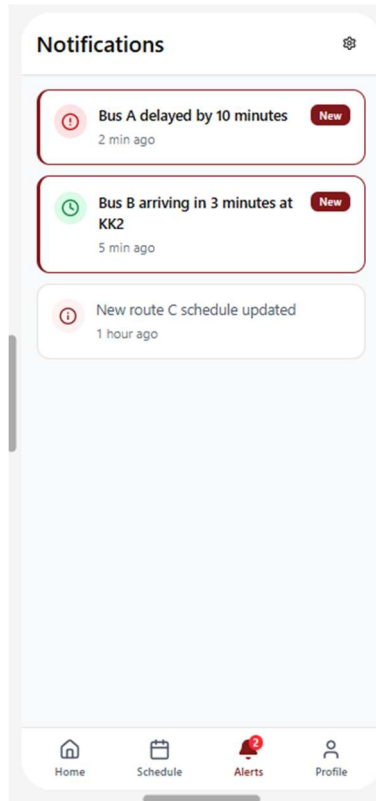 Notifications
Bus A delayed by 10 minutes
New
2 min ago
Bus B arriving in 3 minutes at
KK2
New
5 min ago
New route C schedule updated
1 hour ago
2
Home
Schedule
Alerts
Profile